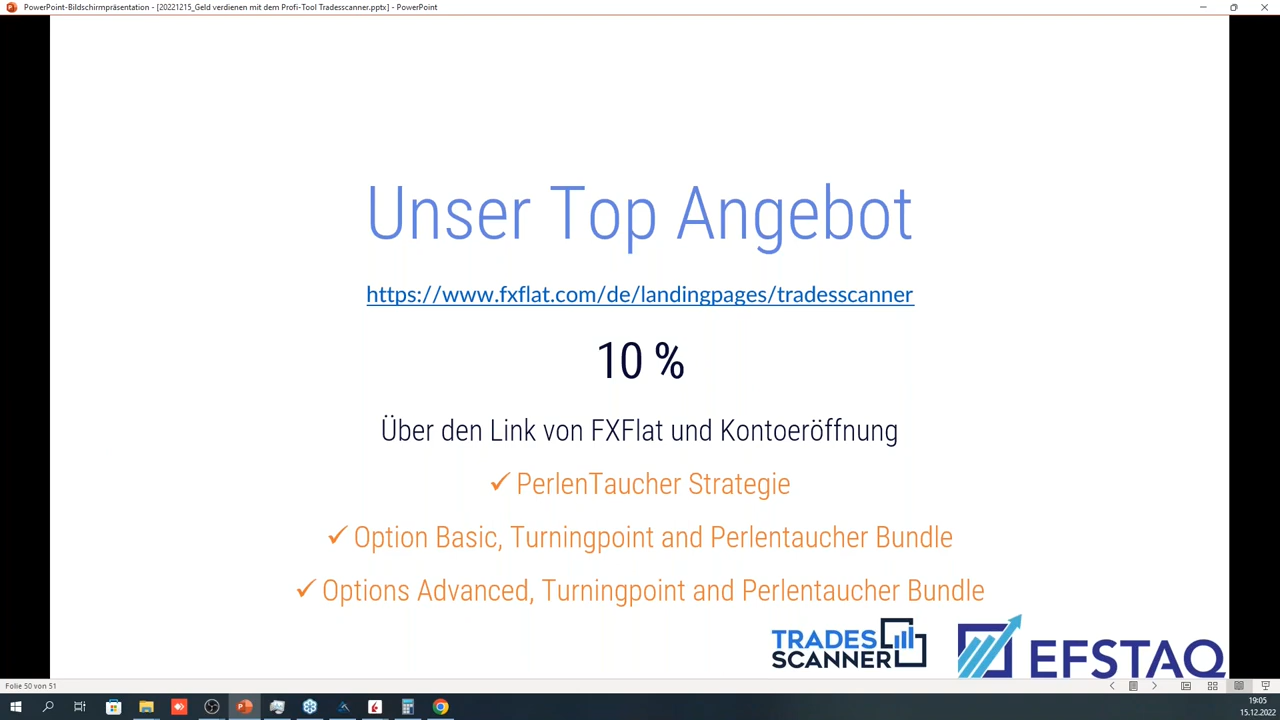 PowerPoint-Bildschirmpräsentation - [20221215_Geld verdienen mit dem Profi-Tool Tradesscanner.pptx] - PowerPoint
Unser Top Angebot
https://www.fxflat.com/de/landingpages/tradesscanner
10 %
Über den Link von FXFlat und Kontoeröffnung
✓ PerlenTaucher Strategie
✓ Option Basic, Turningpoint and Perlentaucher Bundle
✓ Options Advanced, Turningpoint and Perlentaucher Bundle
TRADES
SCANNER
EFSTAQ
Folie 50 von 51
19:05
15.12.2022